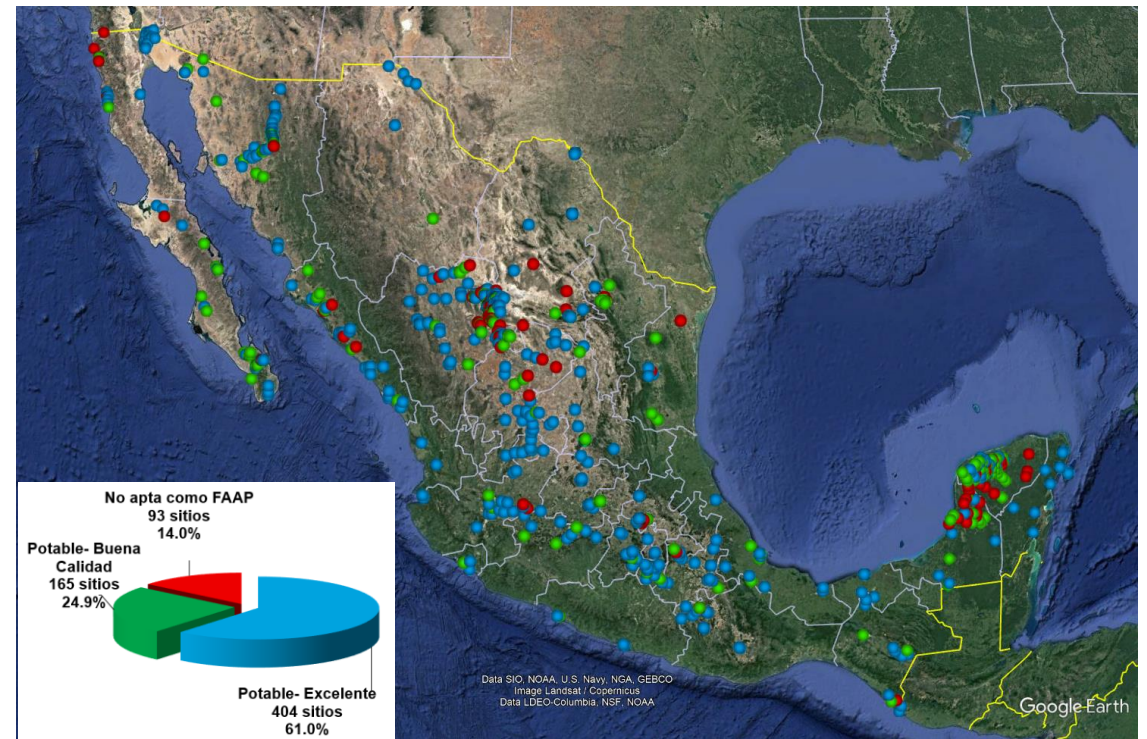 No apta como FAAP
93 sitios
14.0%
Potable- Buena
Calidad
165 sitios
24.9%
Potable- Excelente
404 sitios
61.0%
Data SIO, NOAA, U.S. Navy, NGA, GEBCO
Image Landsat / Copernicus
Data LDEO-Columbia, NSF, NOAA
Google Earth